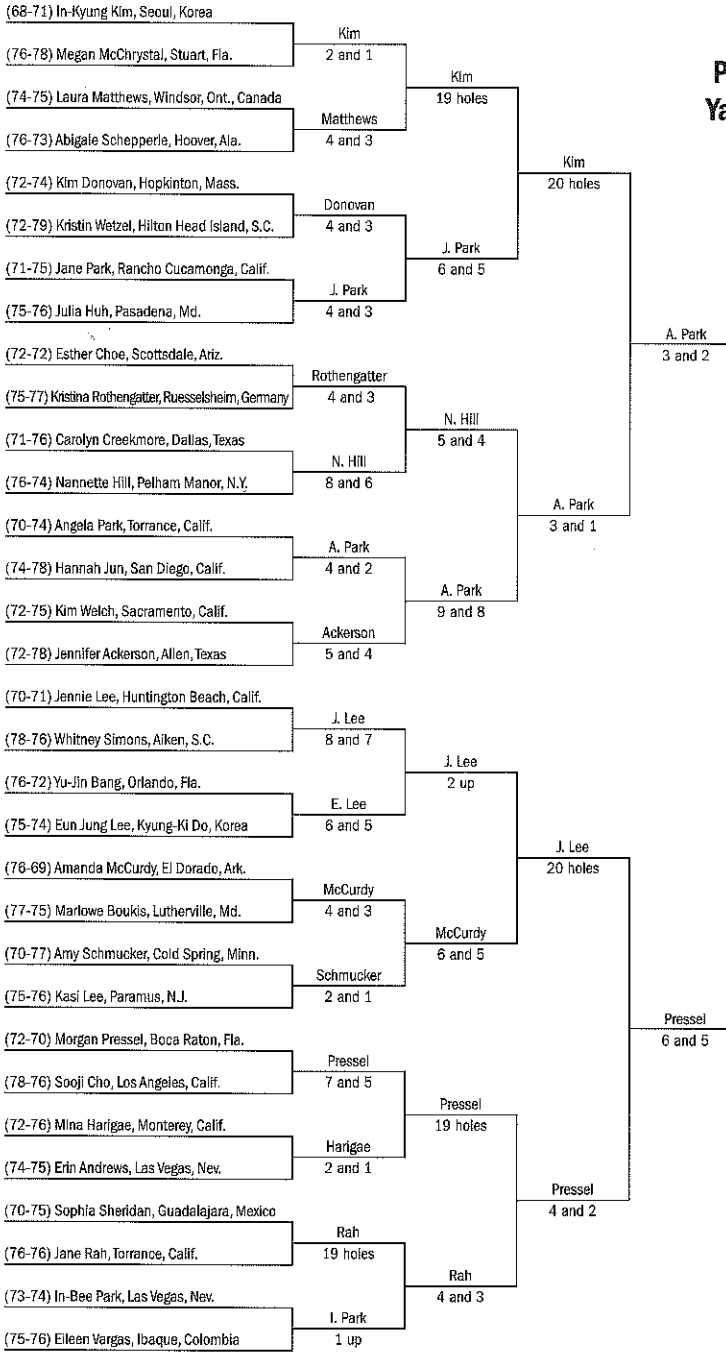 (68-71) In-Kyung Kim, Seoul, Korea
(76-78) Megan McChrystal, Stuart, Fla.
(74-75) Laura Matthews, Windsor, Ont., Canada
(76-73) Abigale Schepperle, Hoover, Ala.
(72-74) Kim Donovan, Hopkinton, Mass.
(72-79) Kristin Wetzel, Hilton Head Island, S.C.
(71-75) Jane Park, Rancho Cucamonga, Calif.
(75-76) Julia Huh, Pasadena, Md.
(72-72) Esther Choe, Scottsdale, Ariz.
(75-77) Kristina Rothengatter, Ruesselsheim, Germany
(71-76) Carolyn Creekmore, Dallas, Texas
(76-74) Nannette Hill, Pelham Manor, N.Y.
(70-74) Angela Park, Torrance, Calif.
(74-78) Hannah Jun, San Diego, Calif.
(72-75) Kim Welch, Sacramento, Calif.
(72-78) Jennifer Ackerson, Allen, Texas
(70-71) Jennie Lee, Huntington Beach, Calif.
(78-76) Whitney Simons, Aiken, S.C.
(76-72) Yu-Jin Bang, Orlando, Fla.
(75-74) Eun Jung Lee, Kyung-Ki Do, Korea
(76-69) Amanda McCurdy, El Dorado, Ark.
(77-75) Marlowe Boukis, Lutherville, Md.
(70-77) Amy Schmucker, Cold Spring, Minn.
(75-76) Kasi Lee, Paramus, N.J.
(72-70) Morgan Pressel, Boca Raton, Fla.
(78-76) Sooji Cho, Los Angeles, Calif.
(72-76) Mina Harigae, Monterey, Calif.
(74-75) Erin Andrews, Las Vegas, Nev.
(70-75) Sophia Sheridan, Guadalajara, Mexico
(76-76) Jane Rah, Torrance, Calif.
(73-74) In-Bee Park, Las Vegas, Nev.
(75-76) Eileen Vargas, Ibaque, Colombia
Kim
2 and 1
Matthews
4 and 3
Donovan
4 and 3
J. Park
4 and 3
Rothengatter
4 and 3
N. Hill
8 and 6
A. Park
4 and 2
Ackerson
5 and 4
J. Lee
8 and 7
E. Lee
6 and 5
McCurdy
4 and 3
Schmucker
2 and 1
Pressel
7 and 5
Harigae
2 and 1
Rah
19 holes
I. Park
1 up
Kim
19 holes
J. Park
6 and 5
N. Hill
5 and 4
A. Park
9 and 8
J. Lee
2 up
McCurdy
6 and 5
Pressel
19 holes
Rah
4 and 3
Kim
20 holes
A. Park
3 and 1
J. Lee
20 holes
Pressel
4 and 2
A. Park
3 and 2
Pressel
6 and 5
P
Ya